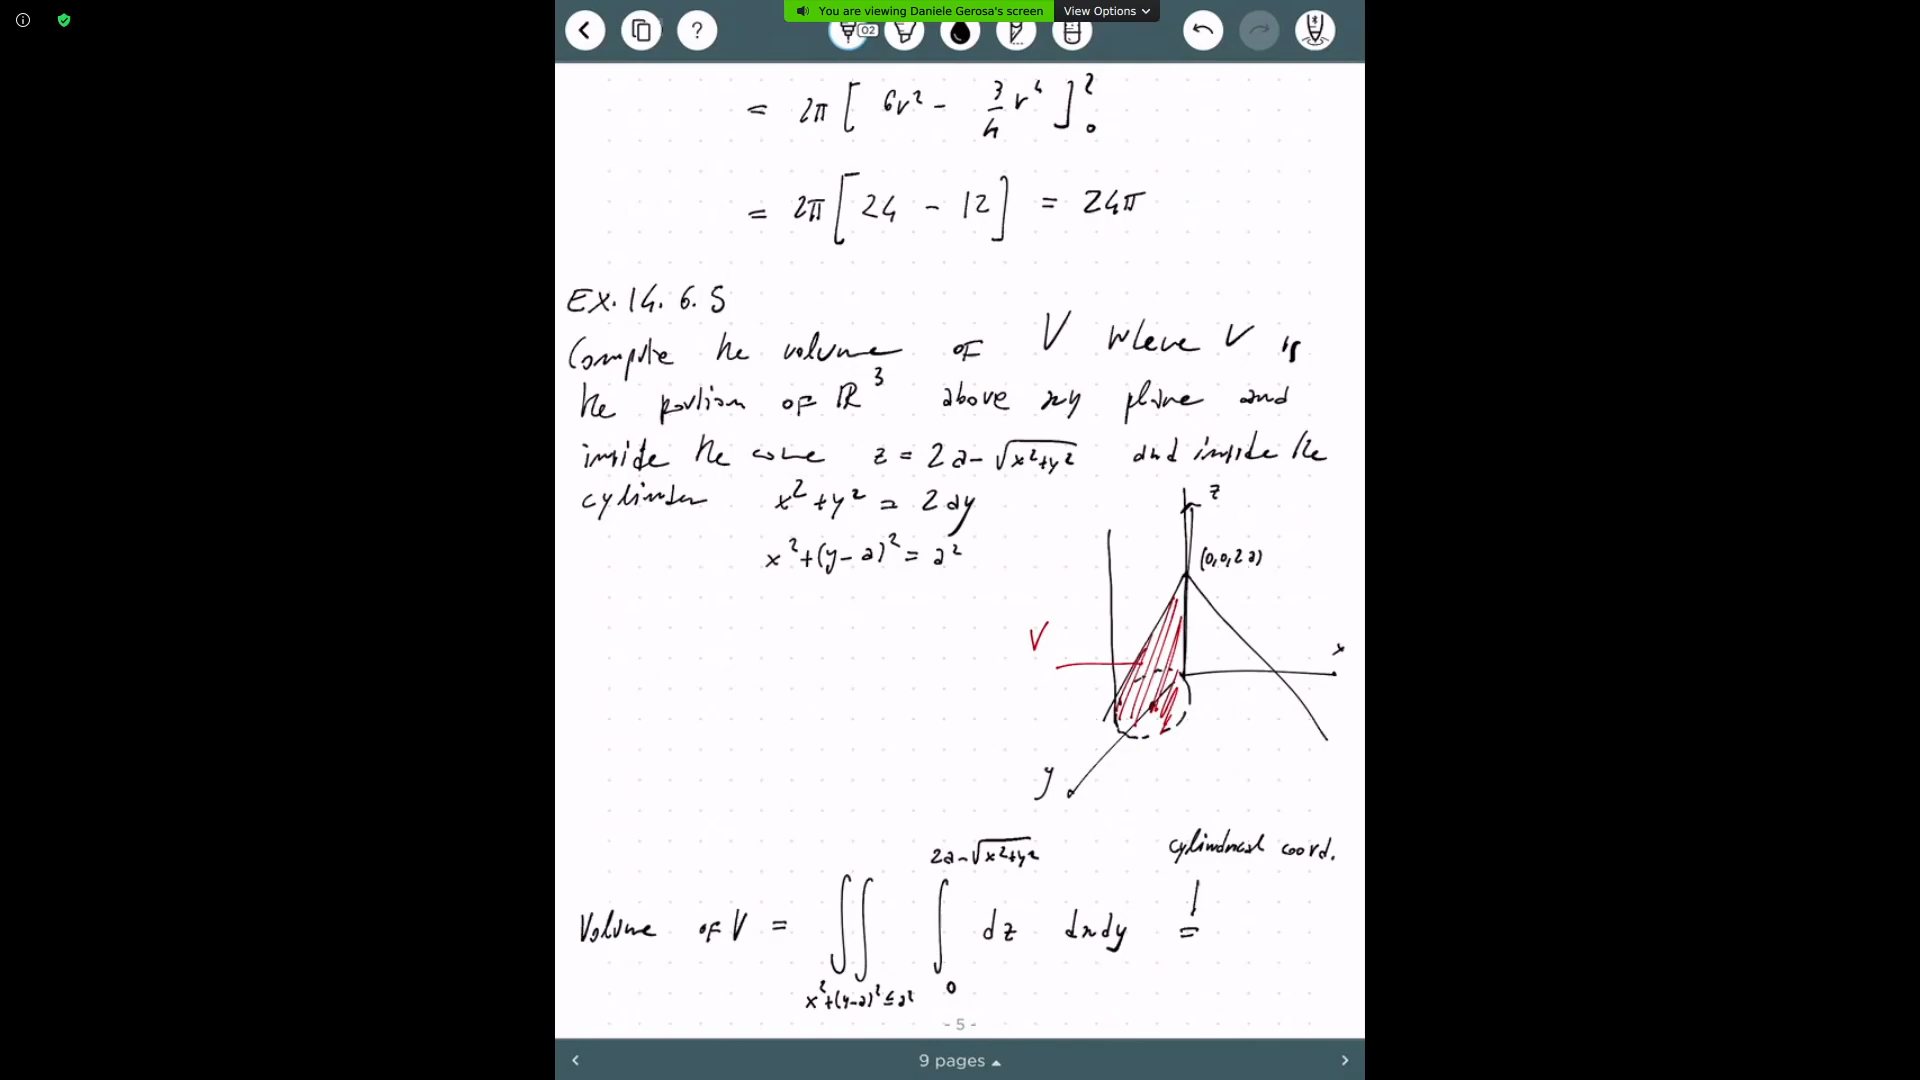 You are viewing Daniele Gerosa's screen View Options
? 02
= 2π [ 6r² - 3/4 r⁴ ]²₀
= 2π [ 24 - 12 ] = 24π
Ex. 14. 6. 5
Compute the volume of V where V is
the portion of ℝ³ above xy plane and
inside the cone z = 2a - √(x²+y²) and inside the
cylinder x² + y² = 2ay
x² + (y - a)² = a²
z
(0,0,2a)
V
x
y
cylindrical coord.
Volume of V = ∬_{x²+(y-a)²≤a²} ∫₀^{2a-√(x²+y²)} dz dxdy =
- 5 -
9 pages